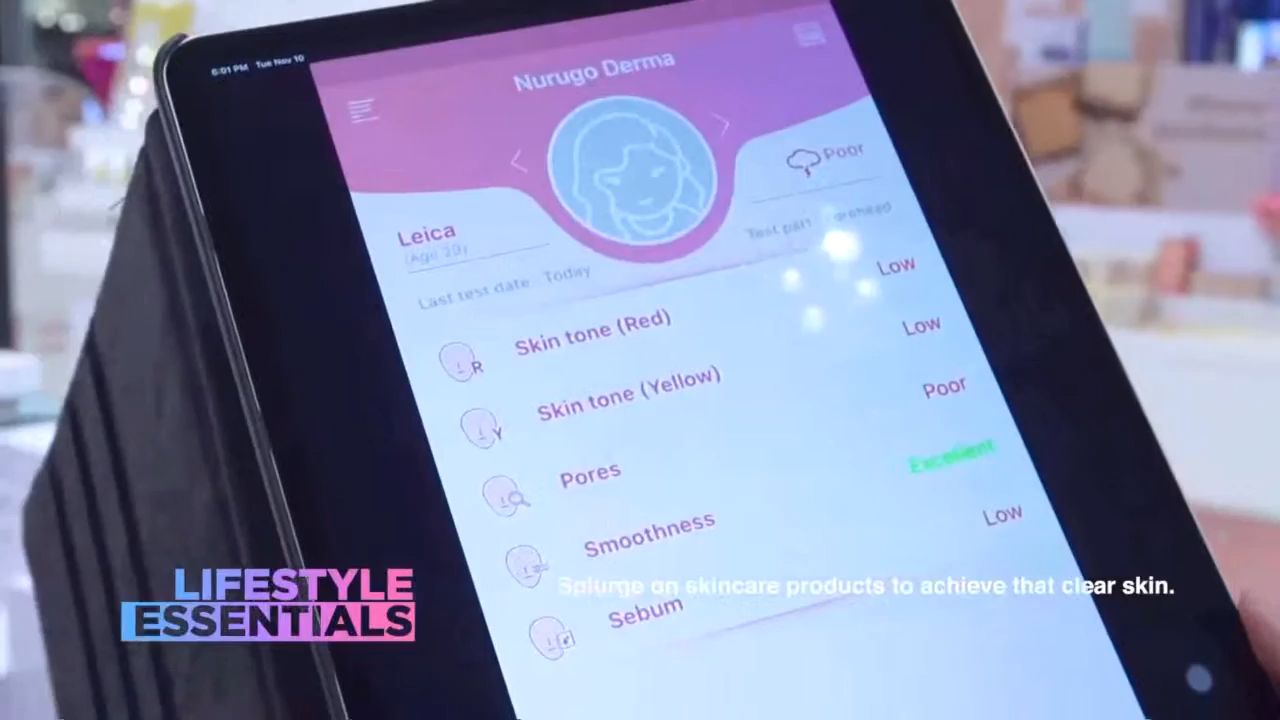 6:01 PM Tue Nov 10
Nurugo Derma
Poor
Leica
(Age 39)
Test part
Last test date Today
Skin tone (Red)
Low
R
Skin tone (Yellow)
Low
Y
Pores
Poor
Smoothness
Excellent
Sebum
Low
LIFESTYLE
ESSENTIALS
Splurge on skincare products to achieve that clear skin.